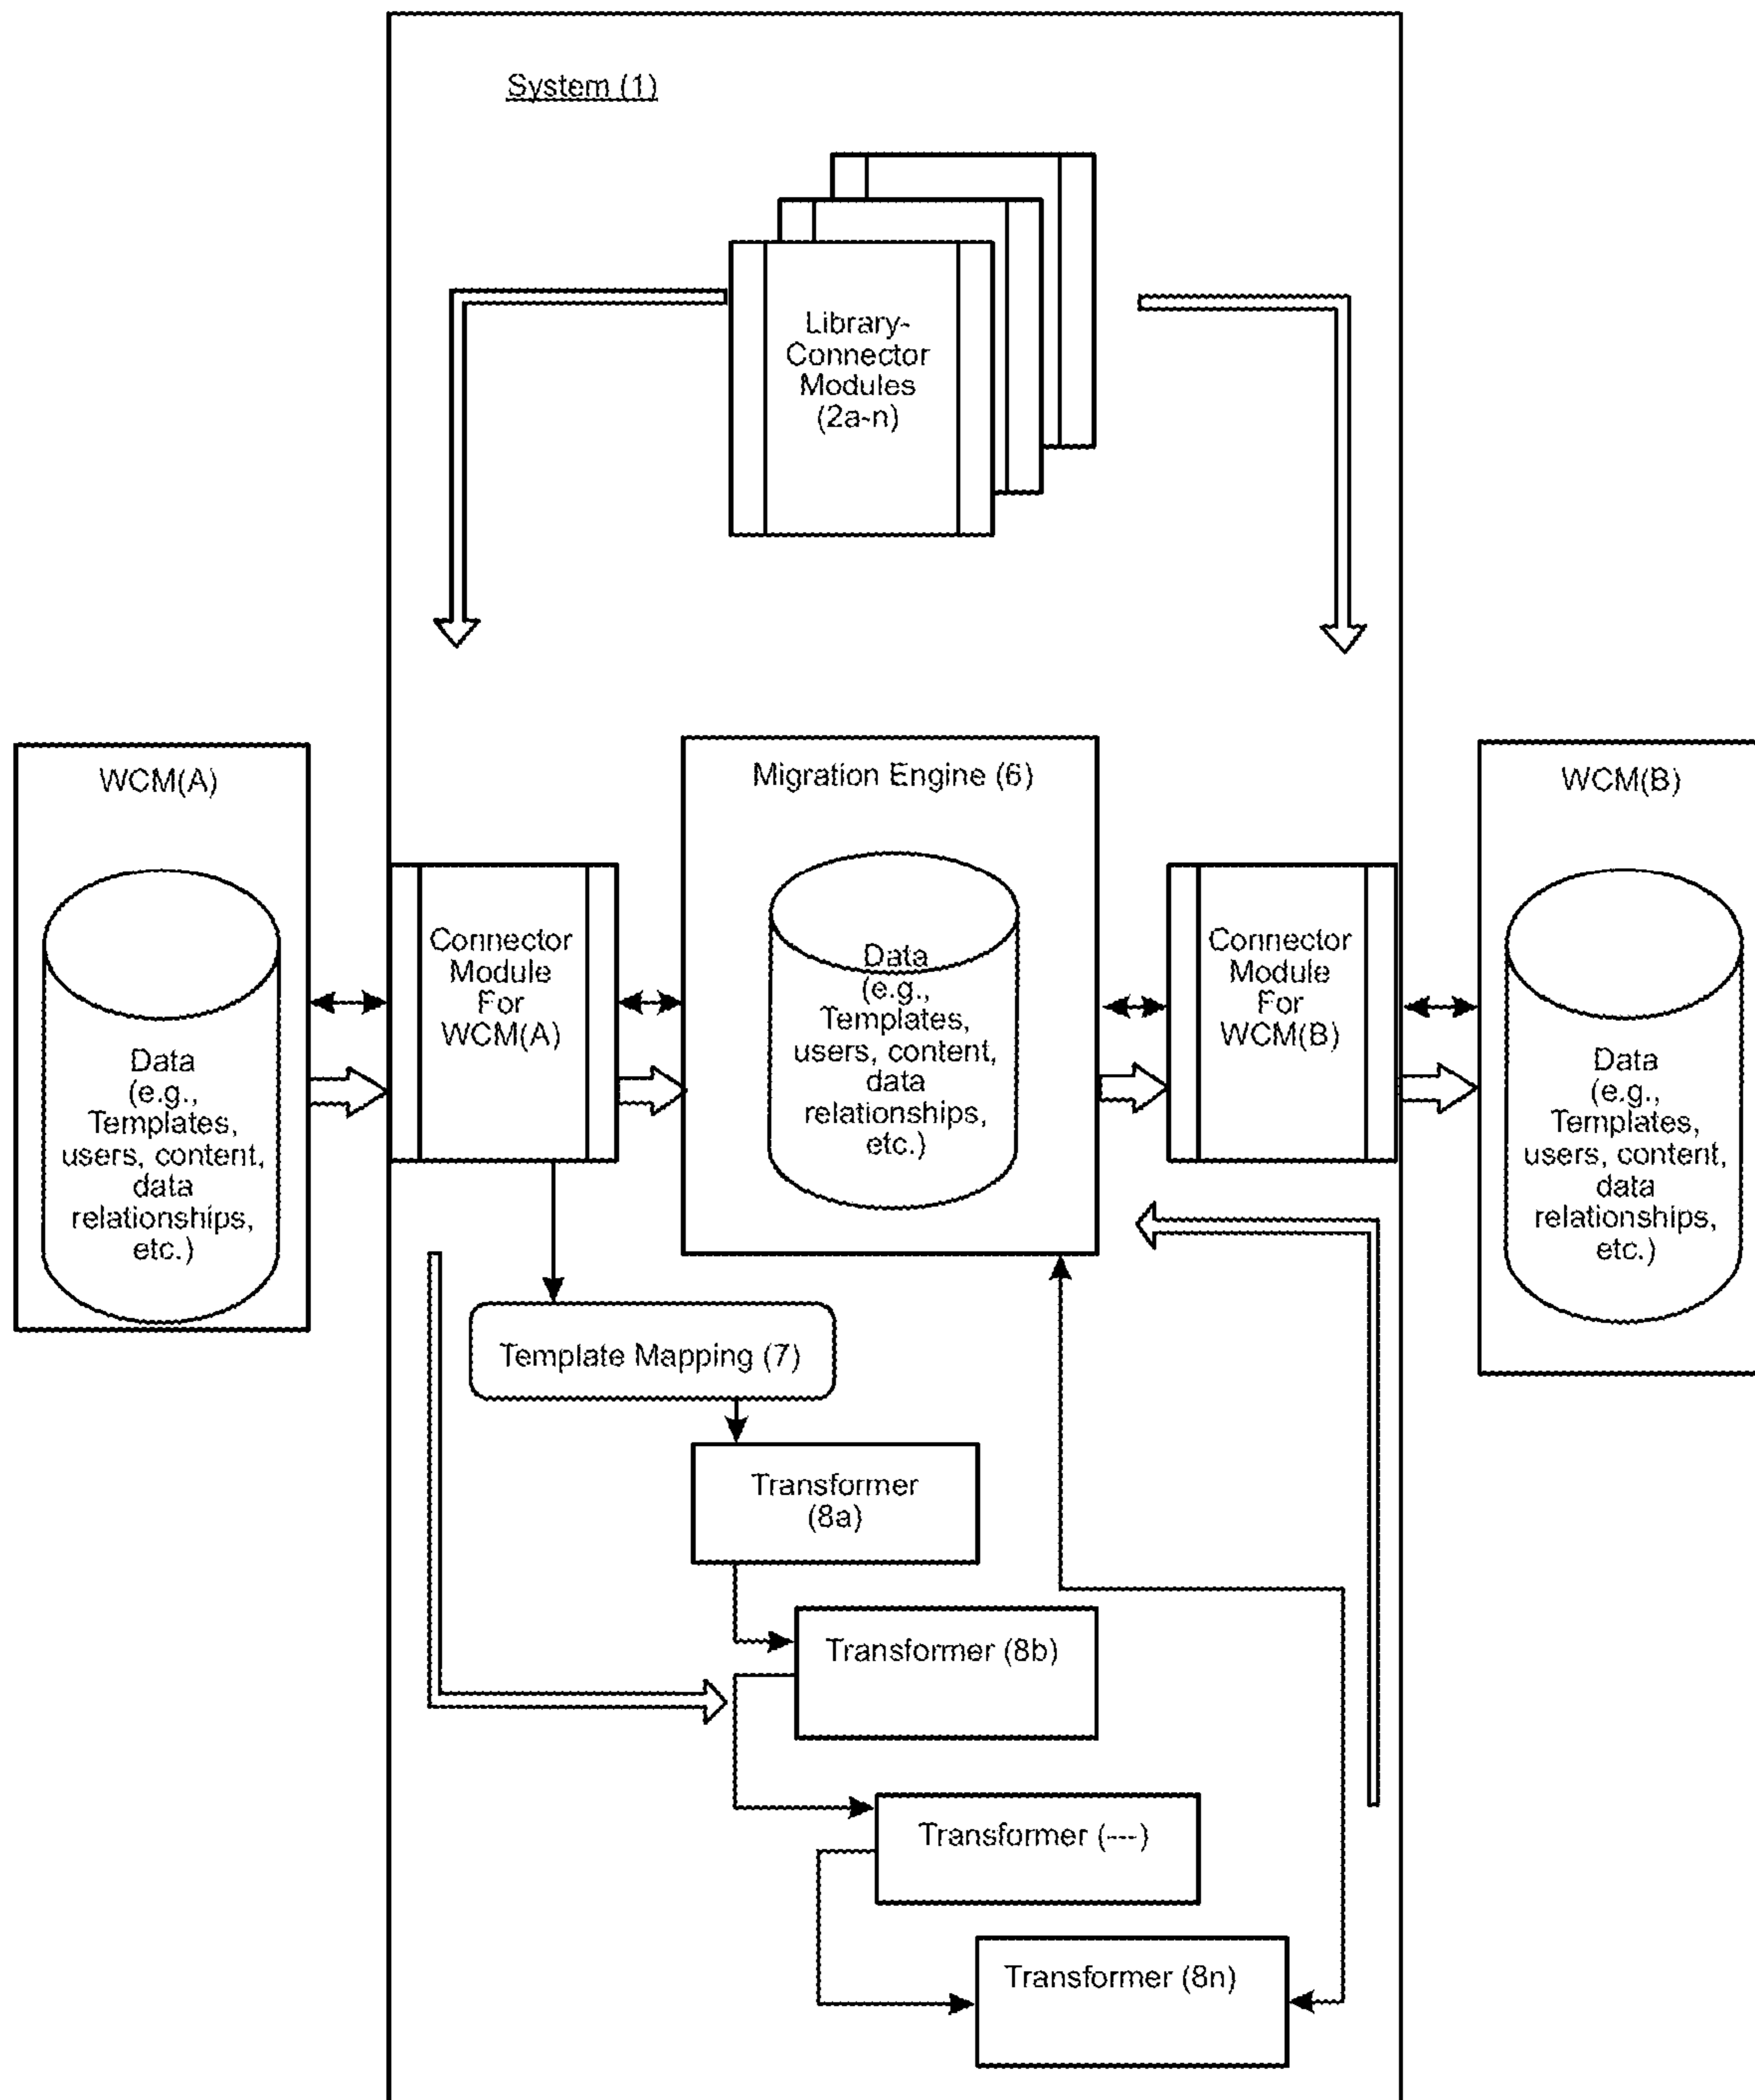 System (1)
Library-
Connector
Modules
(2a-n)
WCM(A)
Data
(e.g.,
Templates,
users, content,
data
relationships,
etc.)
Connector
Module
For
WCM(A)
Migration Engine (6)
Data
(e.g.,
Templates,
users, content,
data
relationships,
etc.)
Connector
Module
For
WCM(B)
WCM(B)
Data
(e.g.,
Templates,
users, content,
data
relationships,
etc.)
Template Mapping (7)
Transformer
(8a)
Transformer (8b)
Transformer (---)
Transformer (8n)